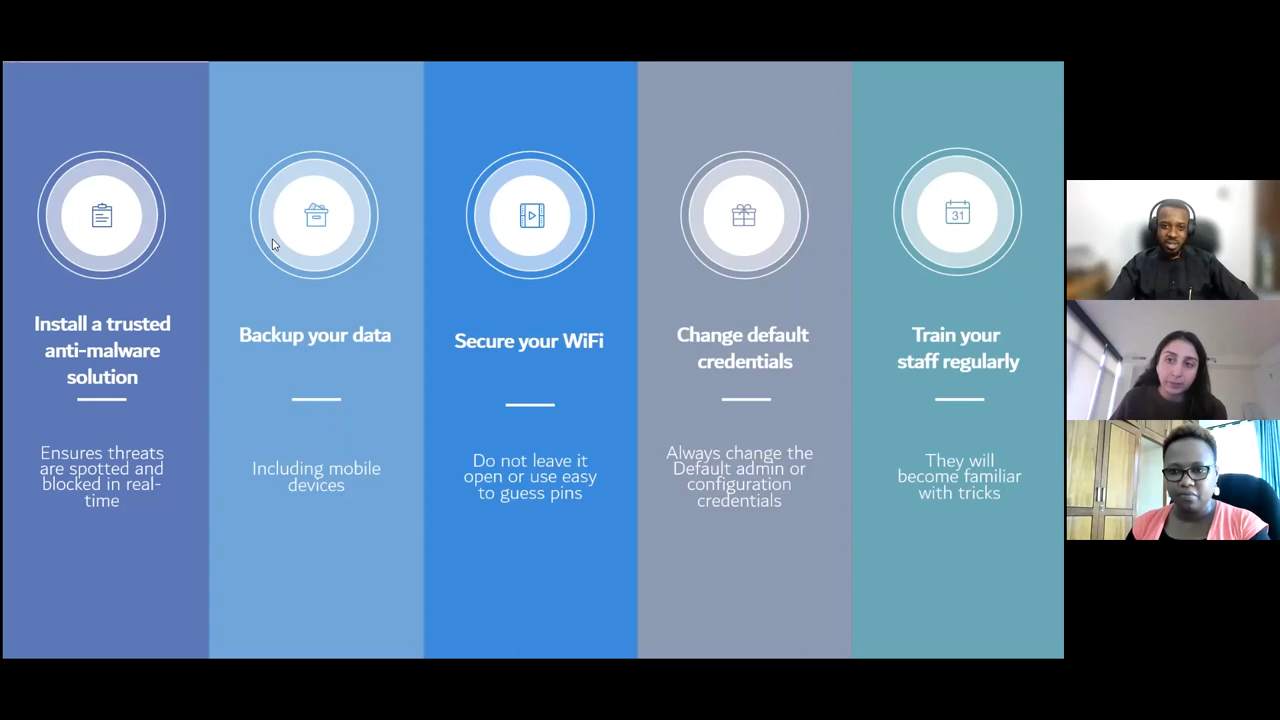 Install a trusted
anti-malware
solution
Ensures threats
are spotted and
blocked in real-
time
Backup your data
Including mobile
devices
Secure your WiFi
Do not leave it
open or use easy
to guess pins
Change default
credentials
Always change the
Default admin or
configuration
credentials
31
Train your
staff regularly
They will
become familiar
with tricks